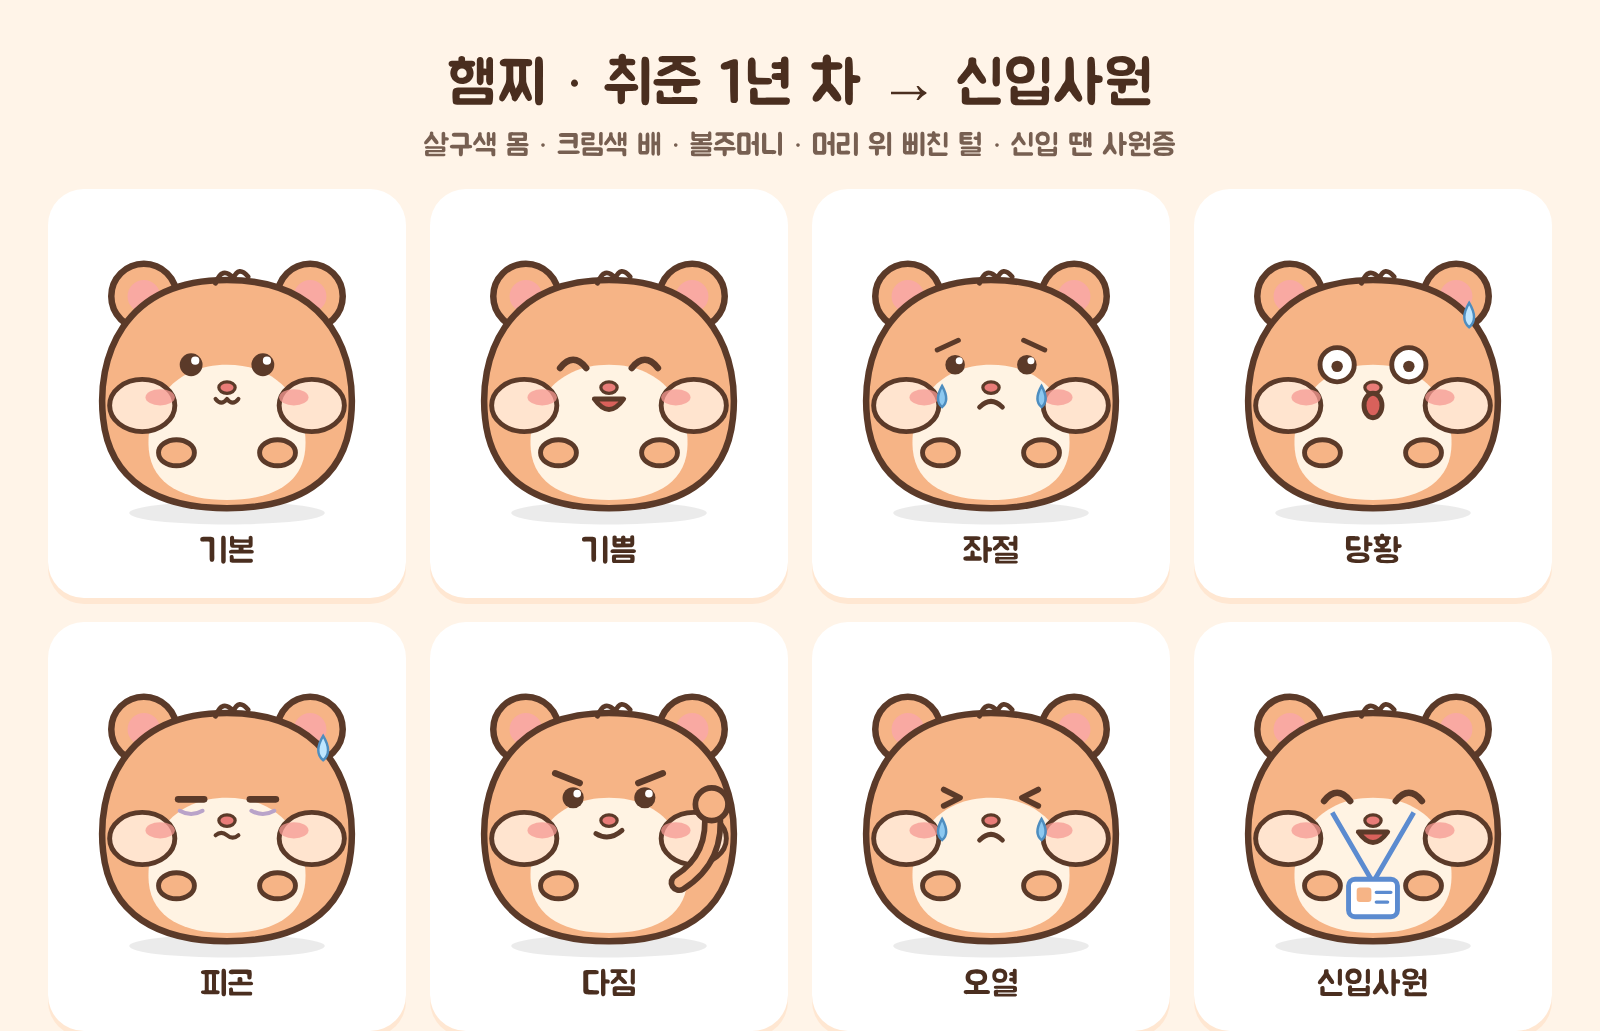 햄찌 · 취준 1년 차 → 신입사원
살구색 몸 · 크림색 배 · 볼주머니 · 머리 위 삐친 털 · 신입 땐 사원증
기본
기쁨
좌절
당황
피곤
다짐
오열
신입사원